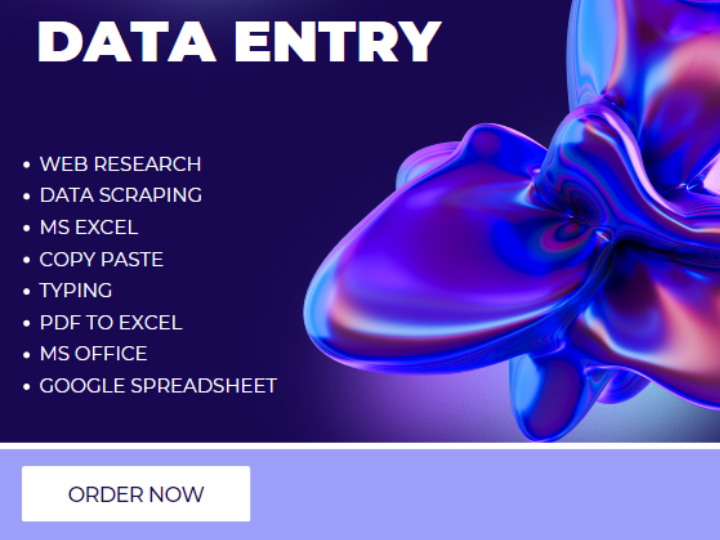 DATA ENTRY
• WEB RESEARCH
• DATA SCRAPING
• MS EXCEL
• COPY PASTE
• TYPING
• PDF TO EXCEL
• MS OFFICE
• GOOGLE SPREADSHEET
ORDER NOW